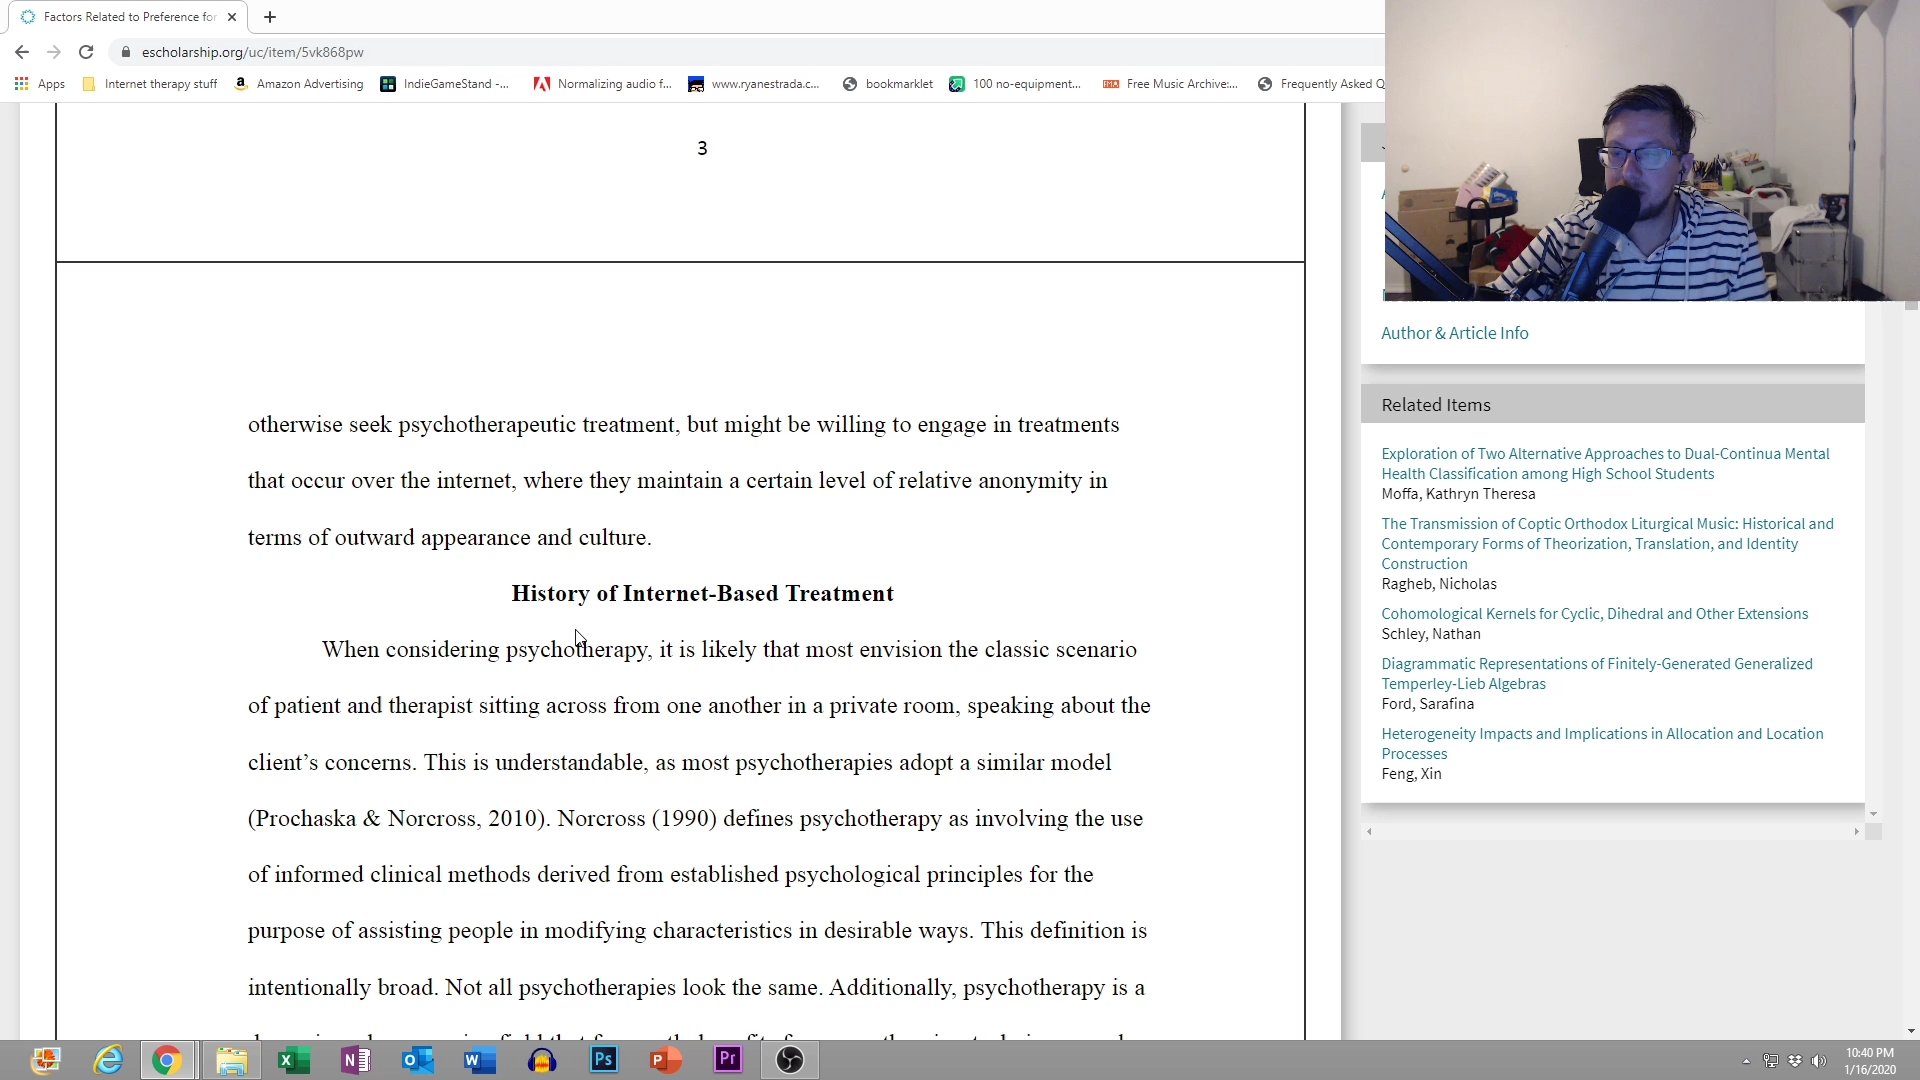 Factors Related to Preference for
escholarship.org/uc/item/5vk868pw
Apps
Internet therapy stuff
Amazon Advertising
IndieGameStand -...
Normalizing audio f...
www.ryanestrada.c...
bookmarklet
100 no-equipment...
Free Music Archive:...
Frequently Asked Q
3
otherwise seek psychotherapeutic treatment, but might be willing to engage in treatments
that occur over the internet, where they maintain a certain level of relative anonymity in
terms of outward appearance and culture.
History of Internet-Based Treatment
When considering psychotherapy, it is likely that most envision the classic scenario
of patient and therapist sitting across from one another in a private room, speaking about the
client’s concerns. This is understandable, as most psychotherapies adopt a similar model
(Prochaska & Norcross, 2010). Norcross (1990) defines psychotherapy as involving the use
of informed clinical methods derived from established psychological principles for the
purpose of assisting people in modifying characteristics in desirable ways. This definition is
intentionally broad. Not all psychotherapies look the same. Additionally, psychotherapy is a
Author & Article Info
Related Items
Exploration of Two Alternative Approaches to Dual-Continua Mental
Health Classification among High School Students
Moffa, Kathryn Theresa
The Transmission of Coptic Orthodox Liturgical Music: Historical and
Contemporary Forms of Theorization, Translation, and Identity
Construction
Ragheb, Nicholas
Cohomological Kernels for Cyclic, Dihedral and Other Extensions
Schley, Nathan
Diagrammatic Representations of Finitely-Generated Generalized
Temperley-Lieb Algebras
Ford, Sarafina
Heterogeneity Impacts and Implications in Allocation and Location
Processes
Feng, Xin
Ps
Pr
10:40 PM
1/16/2020